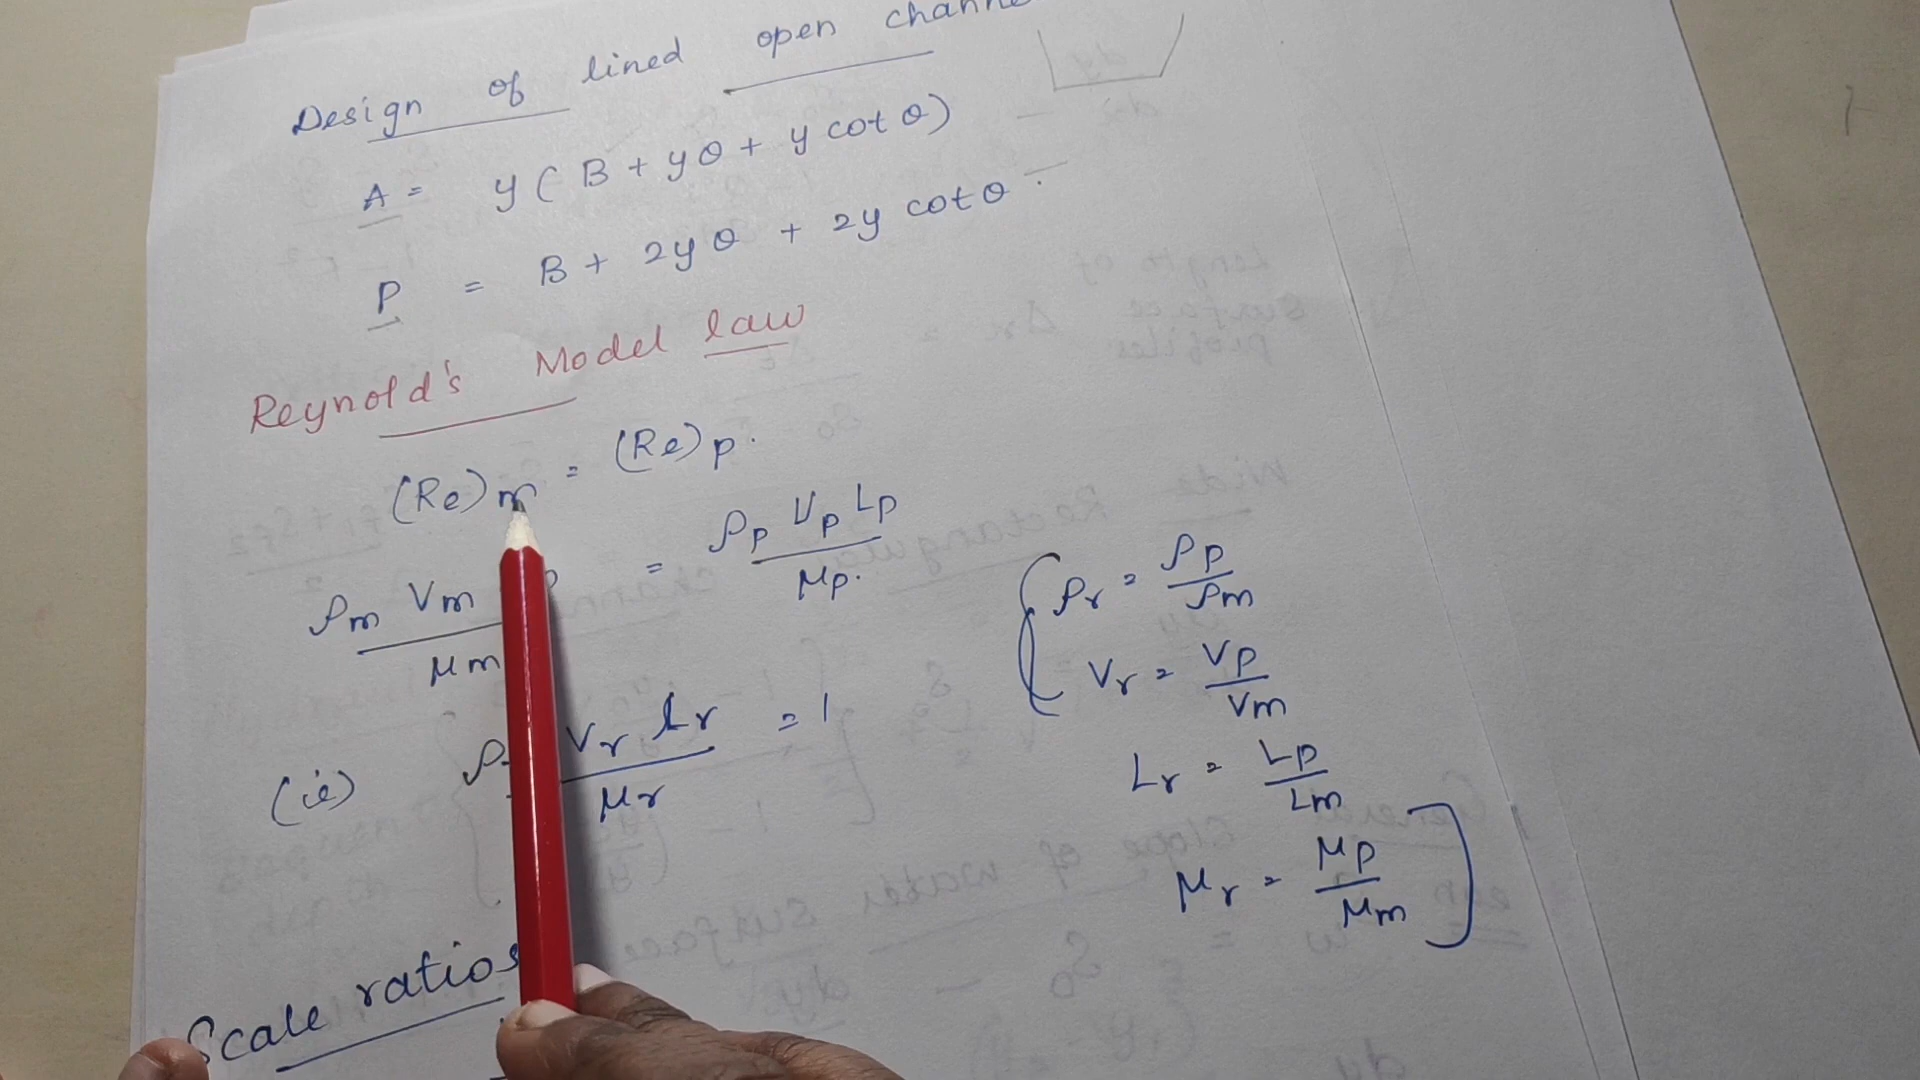 Design of lined open
A = y ( B + yθ + y cot θ )
P = B + 2yθ + 2y cot θ .
Reynold's Model law
(Re)m = (Re)p.
ρm Vm / μm = ρp Vp Lp / μp.
(ie) Vr Lr / μr = 1
ρr = ρp / ρm
Vr = Vp / Vm
Lr = Lp / Lm
μr = μp / μm
Scale ratios